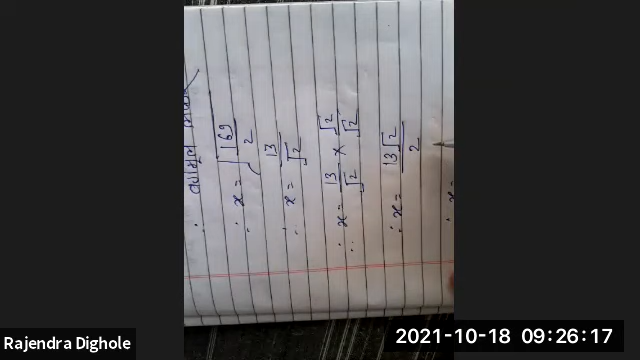 ∴ x = √169/2
∴ x = 13/√2
∴ x = 13/√2 × √2/√2
∴ x = 13√2/2
∴ x =
Rajendra Dighole
2021-10-18 09:26:17